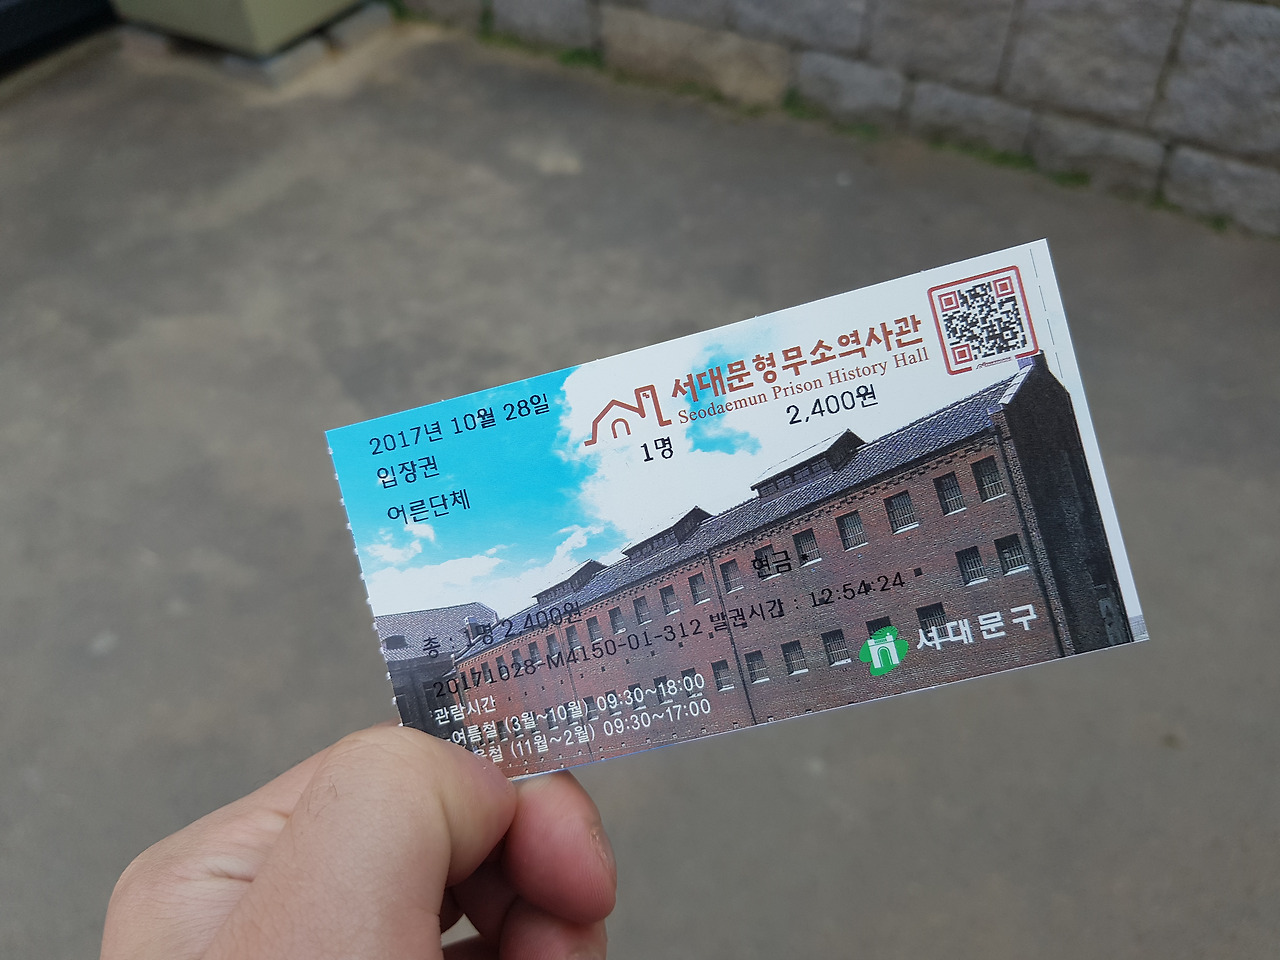 2017년 10월 28일
입장권
어른단체
서대문형무소역사관
Seodaemun Prison History Hall
1명 2,400원
현금 :
총 : 1명 2,400원
20171028-M4150-01-312 발권시간 : 12:54:24
서대문구
관람시간
여름철 (3월~10월) 09:30~18:00
철 (11월~2월) 09:30~17:00